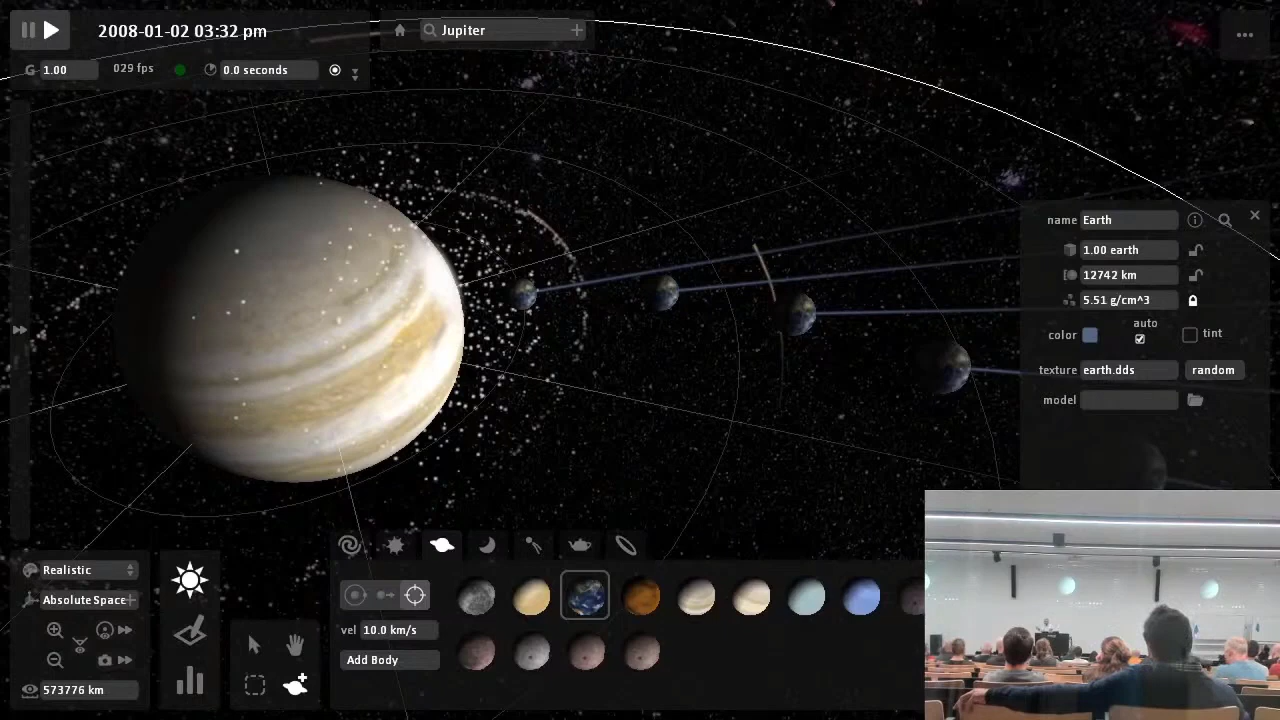 2008-01-02 03:32 pm
Jupiter
G 1.00
029 fps
0.0 seconds
name Earth
1.00 earth
12742 km
5.51 g/cm^3
auto
color
tint
texture earth.dds random
model
Realistic
Absolute Space
vel 10.0 km/s
Add Body
573776 km